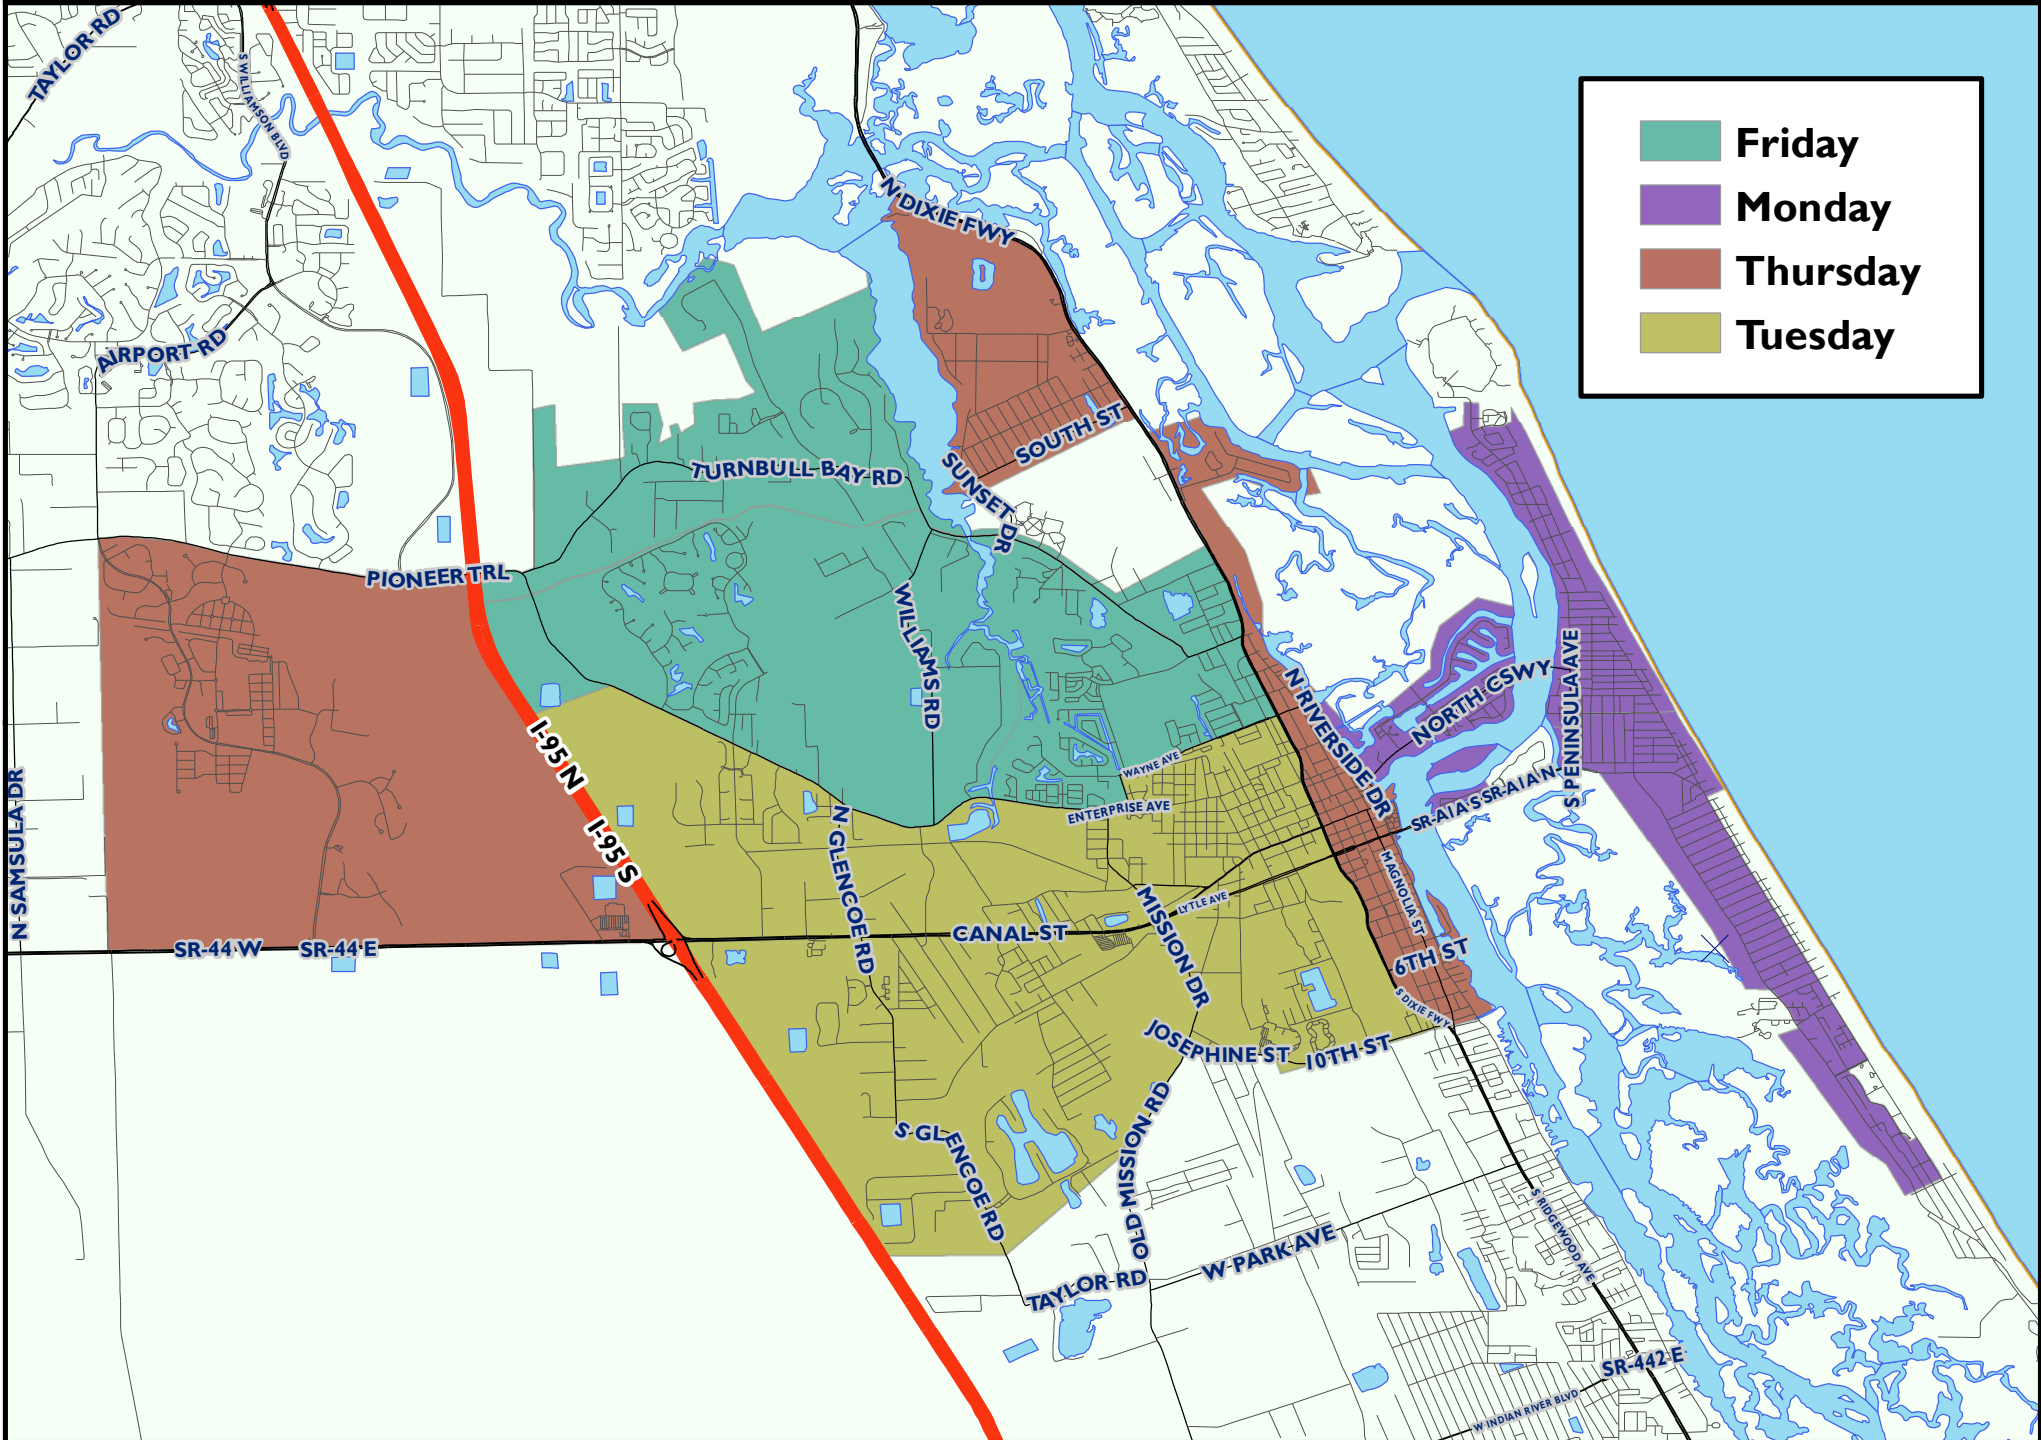 TAYLOR RD
S WILLIAMSON BLVD
Friday
Monday
Thursday
Tuesday
N DIXIE FWY
AIRPORT RD
SOUTH ST
TURNBULL BAY RD
SUNSET DR
PIONEER TRL
WILLIAMS RD
S PENINSULA AVE
NORTH CSWY
N RIVERSIDE DR
I-95 N
WAYNE AVE
ENTERPRISE AVE
SR-A1A S SR-A1A N
N SAMSULA DR
N GLENCOE RD
I-95 S
MAGNOLIA ST
MISSION DR
LYTLE AVE
SR-44 W
SR-44 E
CANAL ST
6TH ST
S DIXIE FWY
JOSEPHINE ST
10TH ST
S GLENCOE RD
OLD MISSION RD
S RIDGEWOOD AVE
W PARK AVE
TAYLOR RD
SR-442 E
W INDIAN RIVER BLVD